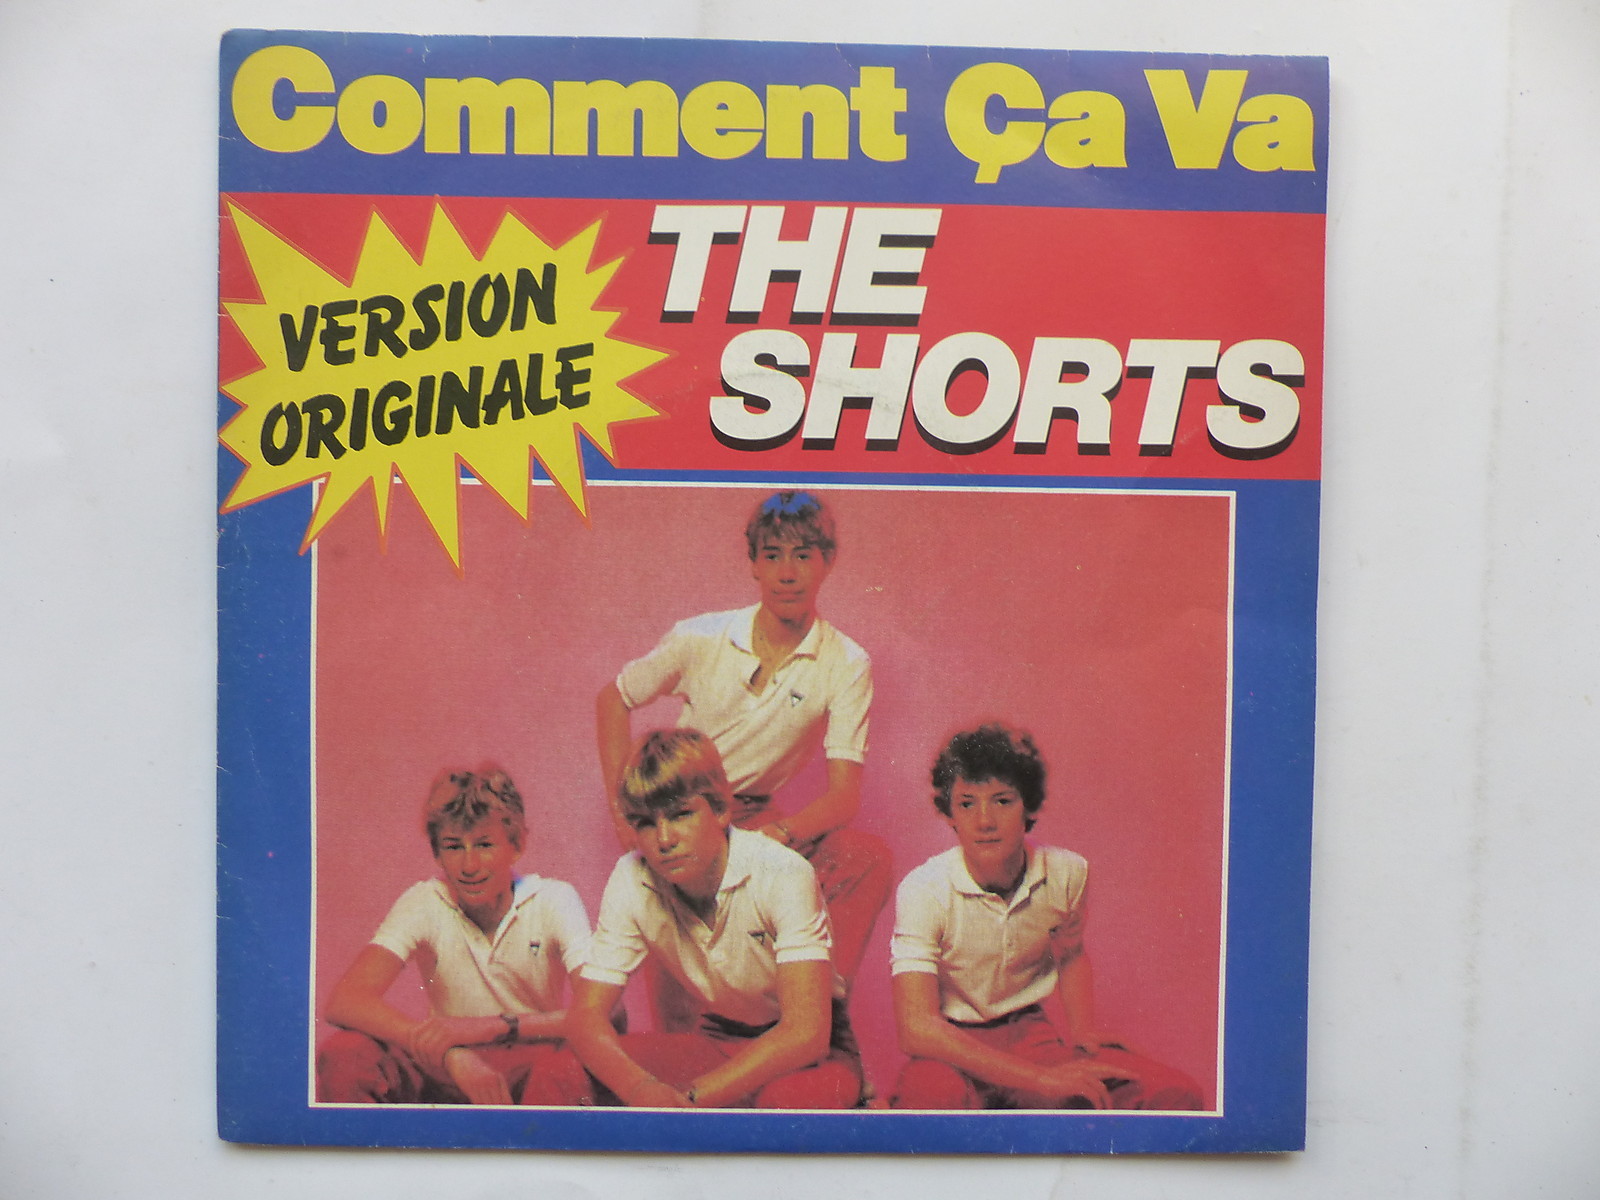 Comment Ça Va
THE
SHORTS
VERSION
ORIGINALE